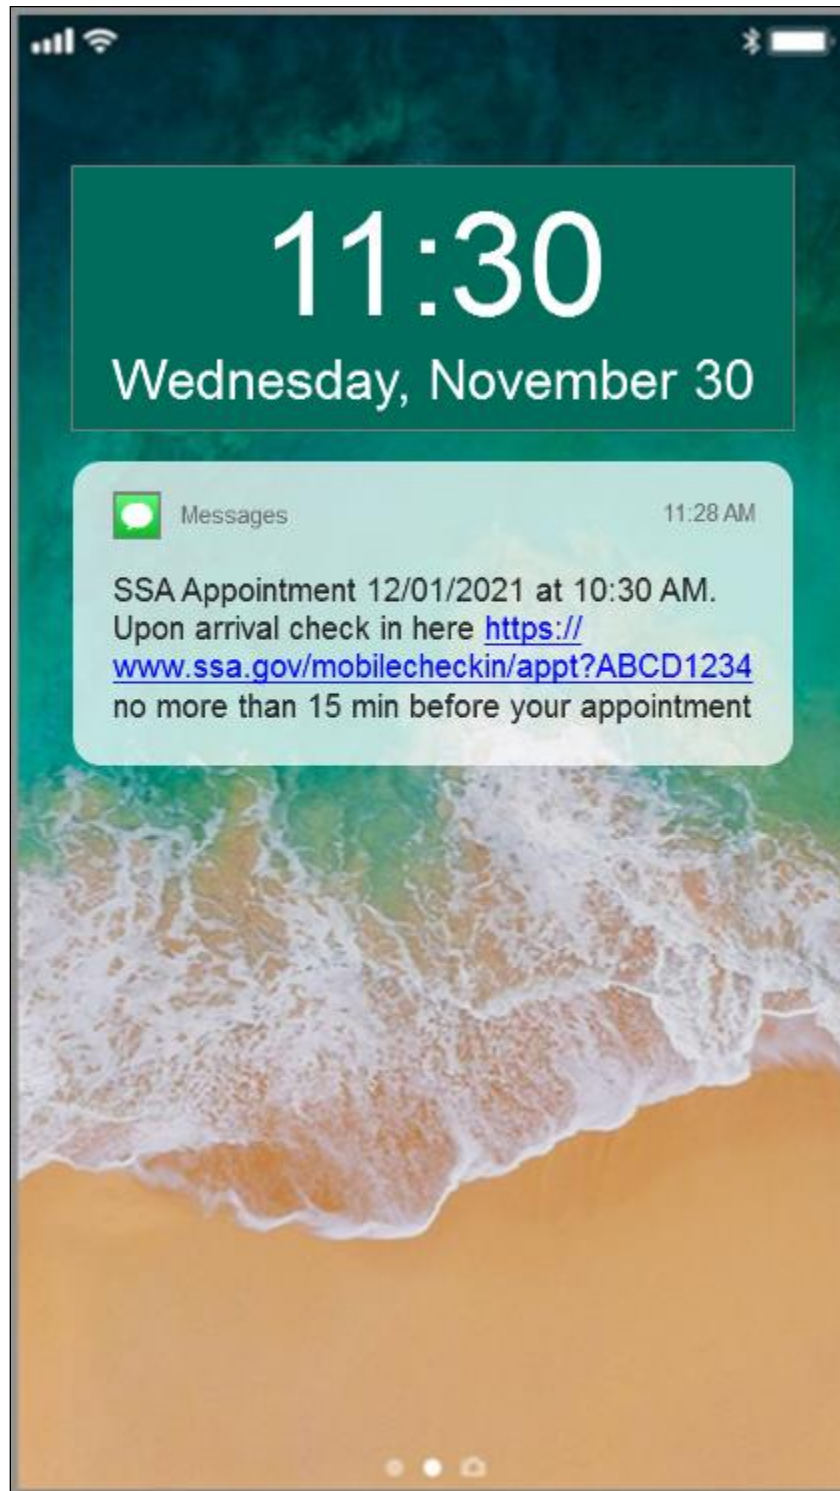 11:30
Wednesday, November 30
Messages
11:28 AM
SSA Appointment 12/01/2021 at 10:30 AM.
Upon arrival check in here https://
www.ssa.gov/mobilecheckin/appt?ABCD1234
no more than 15 min before your appointment